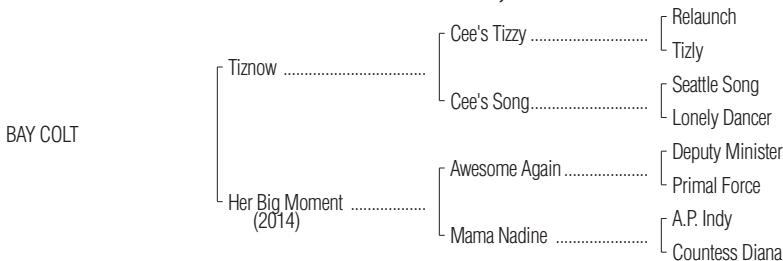 Relaunch
Cee's Tizzy ..........................
Tizly
Tiznow ................................
Seattle Song
Cee's Song..........................
Lonely Dancer
BAY COLT
Deputy Minister
Awesome Again ...................
Primal Force
Her Big Moment .................
(2014)
A.P. Indy
Mama Nadine .....................
Countess Diana